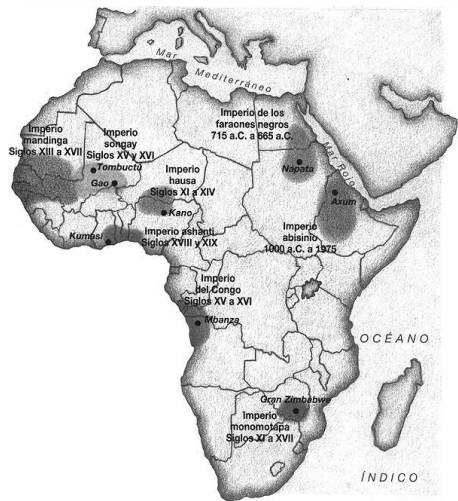 Mar
Mediterráneo
Imperio
mandinga
Siglos XIII a XVII
Imperio
songay
Siglos XV y XVI
Tombuctú
Gao
Imperio de los
faraones negros
715 a.C. a 665 a.C.
Mar Rojo
Napata
Imperio
hausa
Siglos XI a XIV
Kano
Axum
Kumasi
Imperio ashanti
Siglos XVIII y XIX
Imperio
abisinio
1000 a.C. a 1975
Imperio
del Congo
Siglos XV a XVI
Mbanza
OCÉANO
Gran Zimbabwe
Imperio
monomotapa
Siglos XI a XVII
ÍNDICO